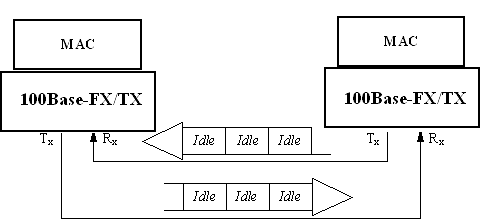 MAC
MAC
100Base-FX/TX
100Base-FX/TX
Tx
Rx
Idle
Idle
Idle
Tx
Rx
Idle
Idle
Idle